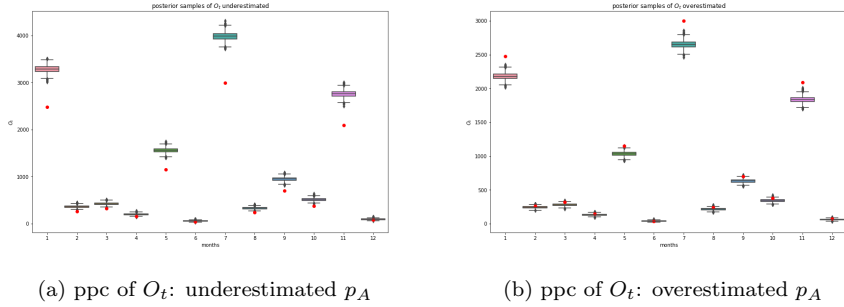 posterior samples of O_t underestimated
4000
3000
2000
1000
0
O_t
1 2 3 4 5 6 7 8 9 10 11 12
months
(a) ppc of O_t: underestimated p_A
posterior samples of O_t overestimated
3000
2500
2000
1500
1000
500
0
O_t
1 2 3 4 5 6 7 8 9 10 11 12
months
(b) ppc of O_t: overestimated p_A